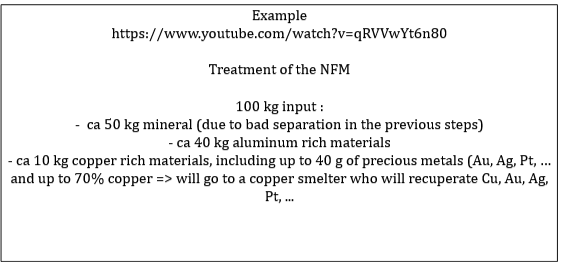 Example
https://www.youtube.com/watch?v=qRVVwYt6n80
Treatment of the NFM
100 kg input :
- ca 50 kg mineral (due to bad separation in the previous steps)
- ca 40 kg aluminum rich materials
- ca 10 kg copper rich materials, including up to 40 g of precious metals (Au, Ag, Pt, ...
and up to 70% copper => will go to a copper smelter who will recuperate Cu, Au, Ag,
Pt, ...